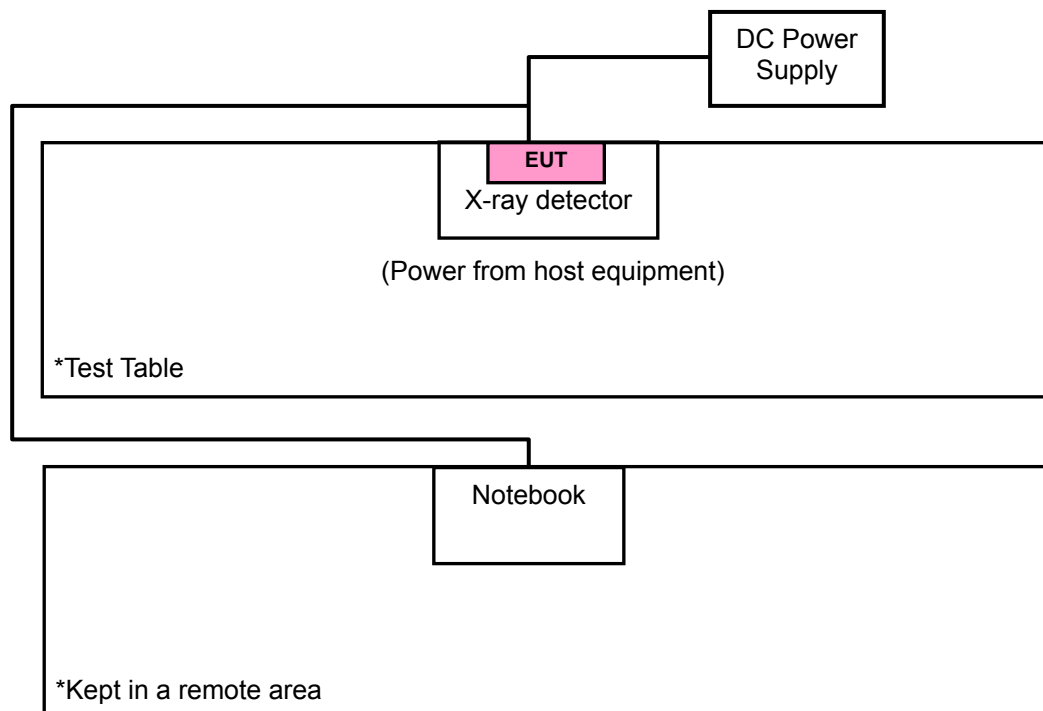 DC Power
Supply
EUT
X-ray detector
(Power from host equipment)
*Test Table
Notebook
*Kept in a remote area